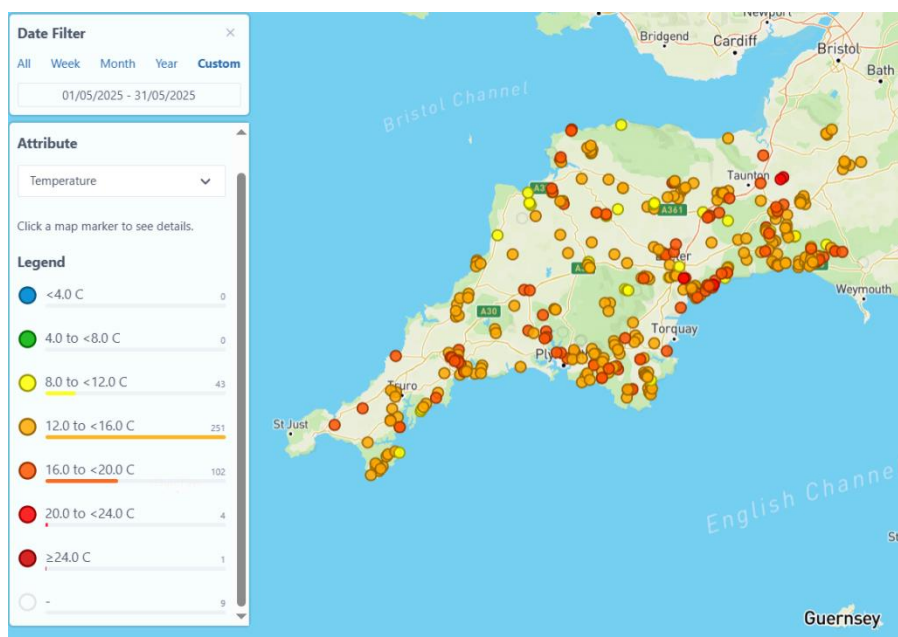 Date Filter ×
All Week Month Year Custom
01/05/2025 - 31/05/2025
Attribute
Temperature
Click a map marker to see details.
Legend
<4.0 C 0
4.0 to <8.0 C 0
8.0 to <12.0 C 43
12.0 to <16.0 C 251
16.0 to <20.0 C 102
20.0 to <24.0 C 4
≥24.0 C 1
- 9
Newport
Bridgend
Cardiff
Bristol
Bath
Bristol Channel
Taunton
A361
Weymouth
A30
Torquay
Truro
St Just
English Channel
Guernsey